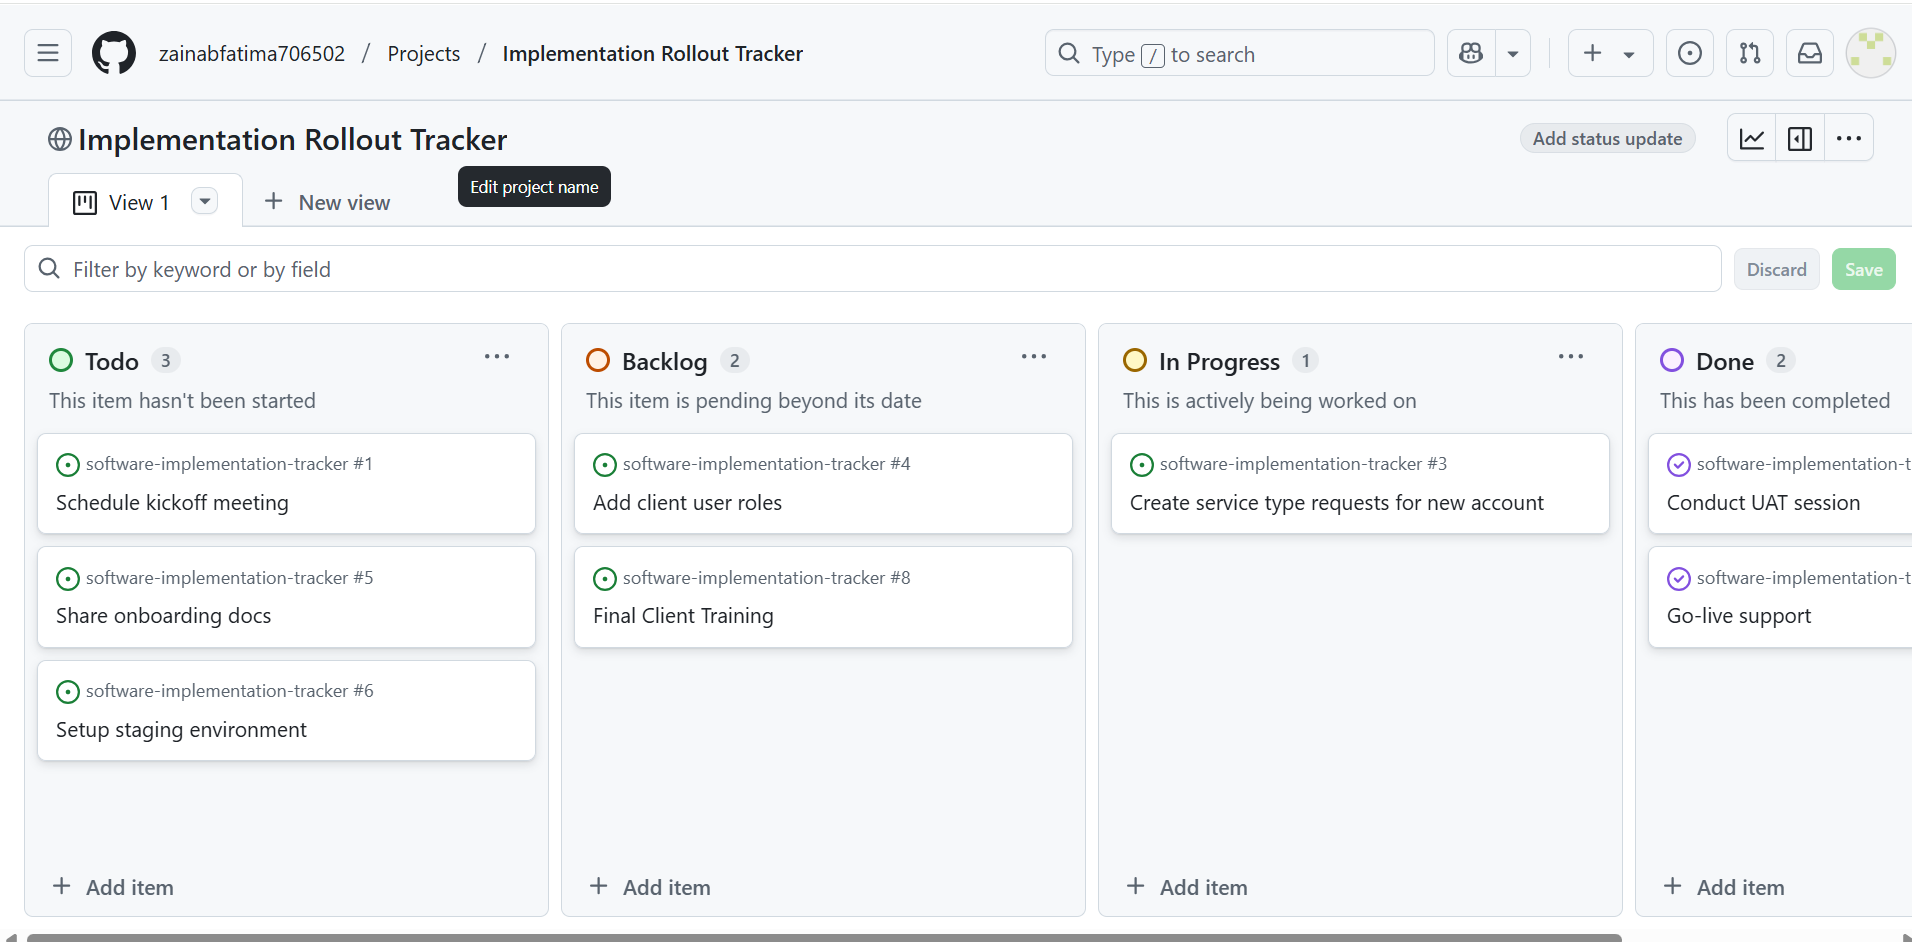 zainabfatima706502 / Projects / Implementation Rollout Tracker
Type / to search
Implementation Rollout Tracker
Add status update
Edit project name
View 1
New view
Filter by keyword or by field
Discard
Save
Todo 3
This item hasn't been started
software-implementation-tracker #1
Schedule kickoff meeting
software-implementation-tracker #5
Share onboarding docs
software-implementation-tracker #6
Setup staging environment
Add item
Backlog 2
This item is pending beyond its date
software-implementation-tracker #4
Add client user roles
software-implementation-tracker #8
Final Client Training
Add item
In Progress 1
This is actively being worked on
software-implementation-tracker #3
Create service type requests for new account
Add item
Done 2
This has been completed
software-implementation-t
Conduct UAT session
software-implementation-t
Go-live support
Add item